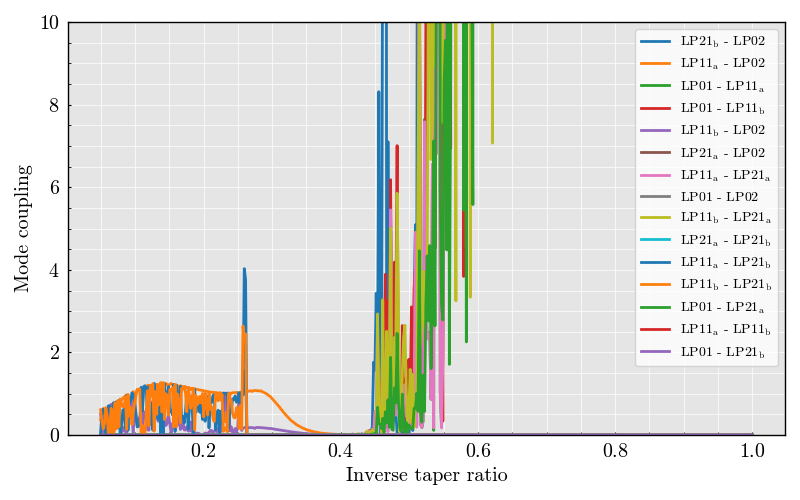 10
8
6
4
2
0
Mode coupling
0.2
0.4
0.6
0.8
1.0
Inverse taper ratio
LP21b - LP02
LP11a - LP02
LP01 - LP11a
LP01 - LP11b
LP11b - LP02
LP21a - LP02
LP11a - LP21a
LP01 - LP02
LP11b - LP21a
LP21a - LP21b
LP11a - LP21b
LP11b - LP21b
LP01 - LP21a
LP11a - LP11b
LP01 - LP21b